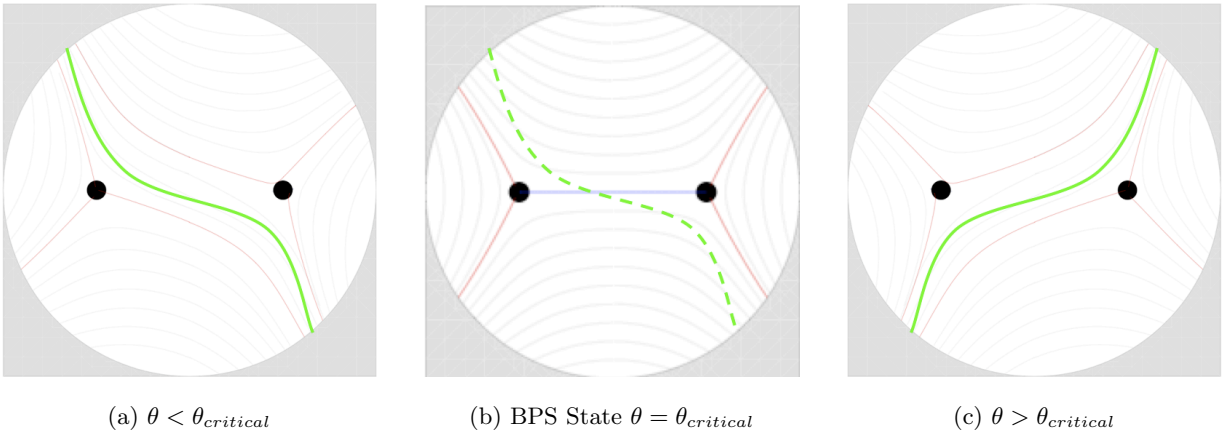 (a) θ < θ_{critical}
(b) BPS State θ = θ_{critical}
(c) θ > θ_{critical}